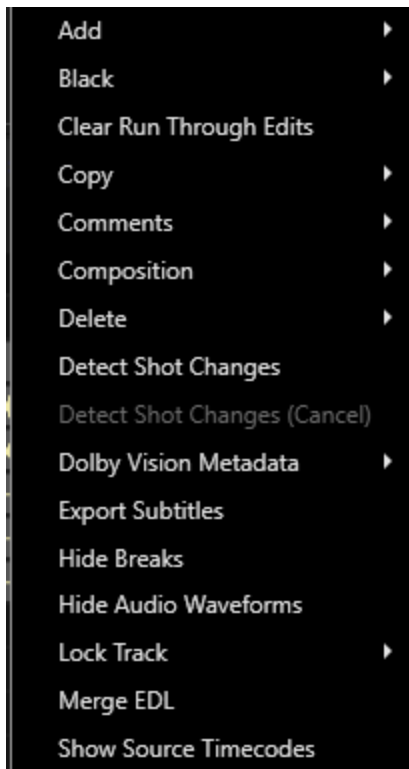 Add
Black
Clear Run Through Edits
Copy
Comments
Composition
Delete
Detect Shot Changes
Detect Shot Changes (Cancel)
Dolby Vision Metadata
Export Subtitles
Hide Breaks
Hide Audio Waveforms
Lock Track
Merge EDL
Show Source Timecodes